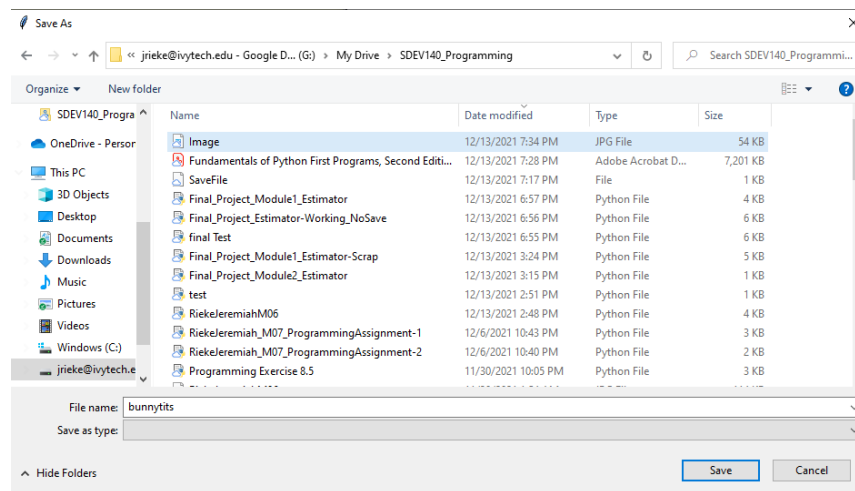 Save As
« jrieke@ivytech.edu - Google D... (G:) › My Drive › SDEV140_Programming
Search SDEV140_Programmi...
Organize New folder
SDEV140_Progra
OneDrive - Person
This PC
3D Objects
Desktop
Documents
Downloads
Music
Pictures
Videos
Windows (C:)
jrieke@ivytech.e
Name Date modified Type Size
Image 12/13/2021 7:34 PM JPG File 54 KB
Fundamentals of Python First Programs, Second Editi... 12/13/2021 7:28 PM Adobe Acrobat D... 7,201 KB
SaveFile 12/13/2021 7:17 PM File 1 KB
Final_Project_Module1_Estimator 12/13/2021 6:57 PM Python File 4 KB
Final_Project_Estimator-Working_NoSave 12/13/2021 6:56 PM Python File 6 KB
final Test 12/13/2021 6:55 PM Python File 6 KB
Final_Project_Module1_Estimator-Scrap 12/13/2021 3:24 PM Python File 5 KB
Final_Project_Module2_Estimator 12/13/2021 3:15 PM Python File 1 KB
test 12/13/2021 2:51 PM Python File 1 KB
RiekeJeremiahM06 12/13/2021 2:48 PM Python File 4 KB
RiekeJeremiah_M07_ProgrammingAssignment-1 12/6/2021 10:43 PM Python File 3 KB
RiekeJeremiah_M07_ProgrammingAssignment-2 12/6/2021 10:40 PM Python File 2 KB
Programming Exercise 8.5 11/30/2021 10:05 PM Python File 3 KB
File name: bunnytits
Save as type:
Hide Folders
Save Cancel